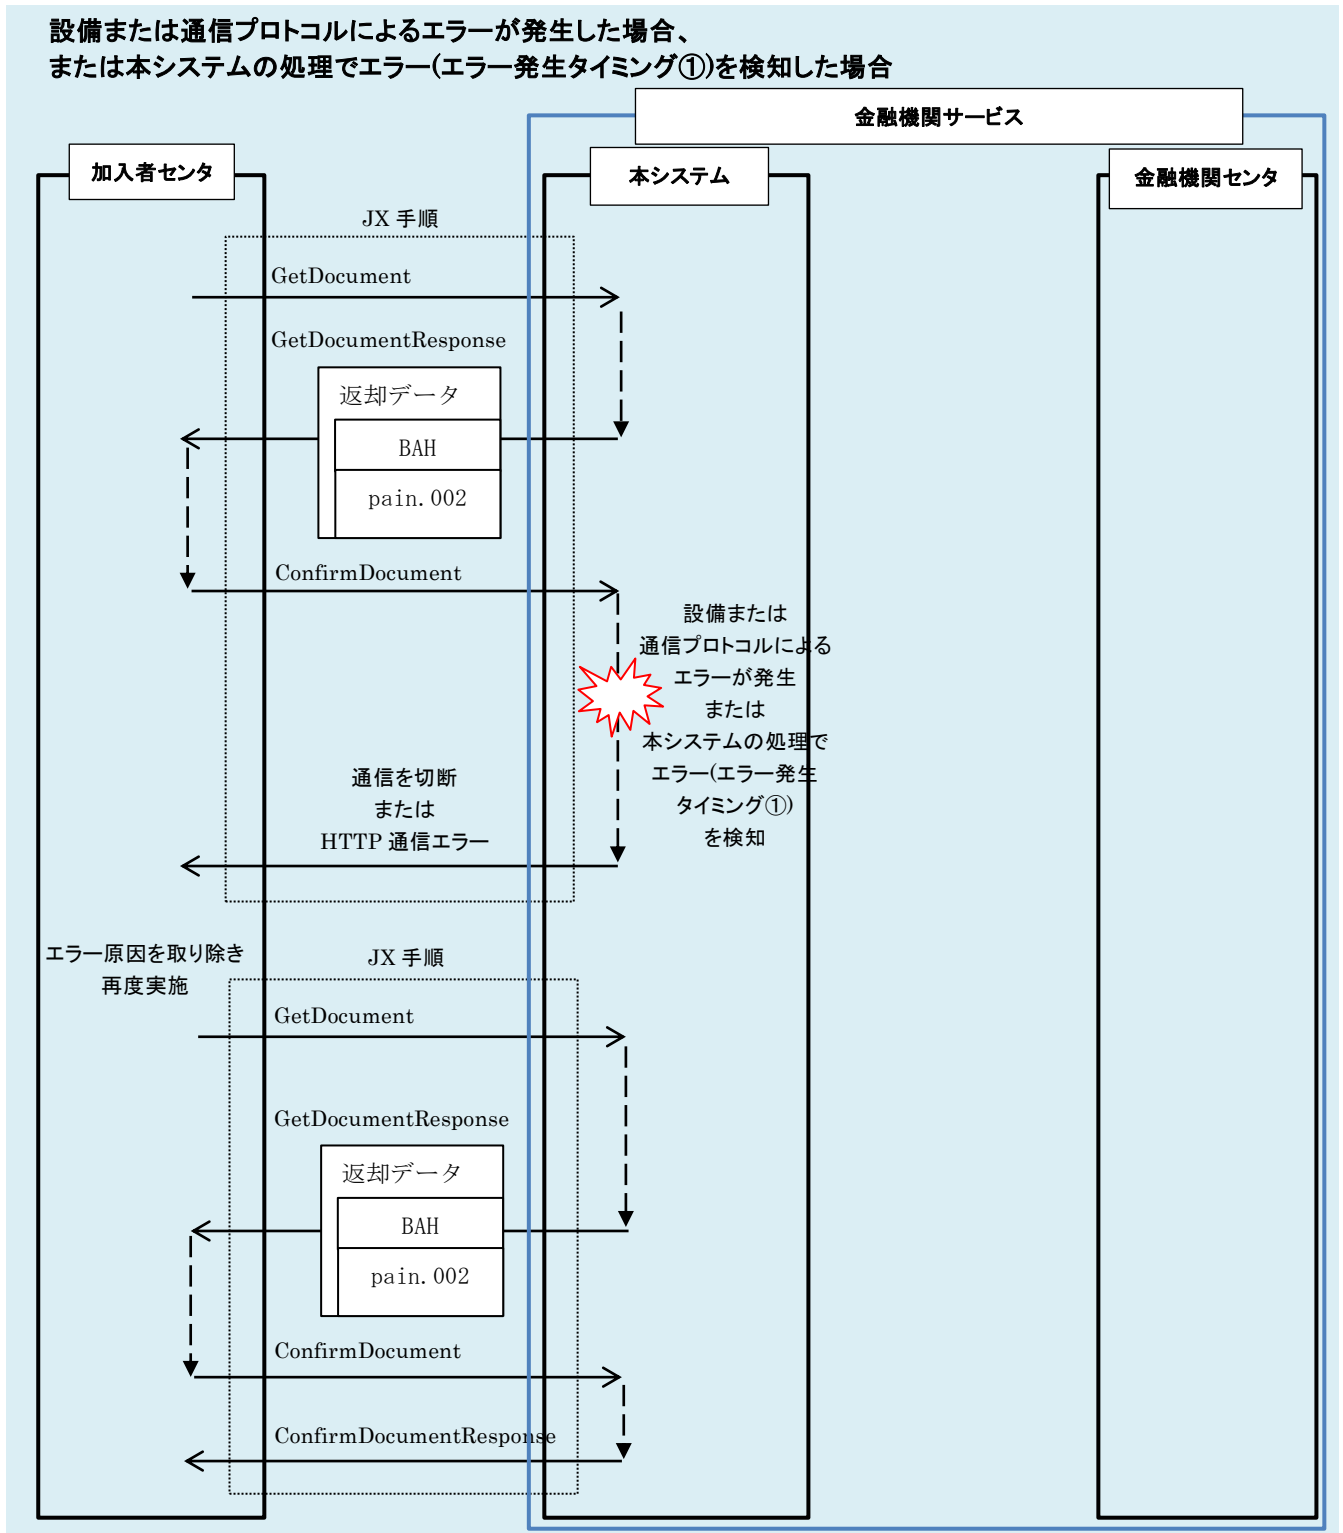 設備または通信プロトコルによるエラーが発生した場合、
または本システムの処理でエラー(エラー発生タイミング①)を検知した場合
金融機関サービス
加入者センタ
本システム
金融機関センタ
JX 手順
GetDocument
GetDocumentResponse
返却データ
BAH
pain.002
ConfirmDocument
設備または
通信プロトコルによる
エラーが発生
または
本システムの処理で
エラー(エラー発生
タイミング①)
を検知
通信を切断
または
HTTP 通信エラー
エラー原因を取り除き
再度実施
JX 手順
GetDocument
GetDocumentResponse
返却データ
BAH
pain.002
ConfirmDocument
ConfirmDocumentResponse